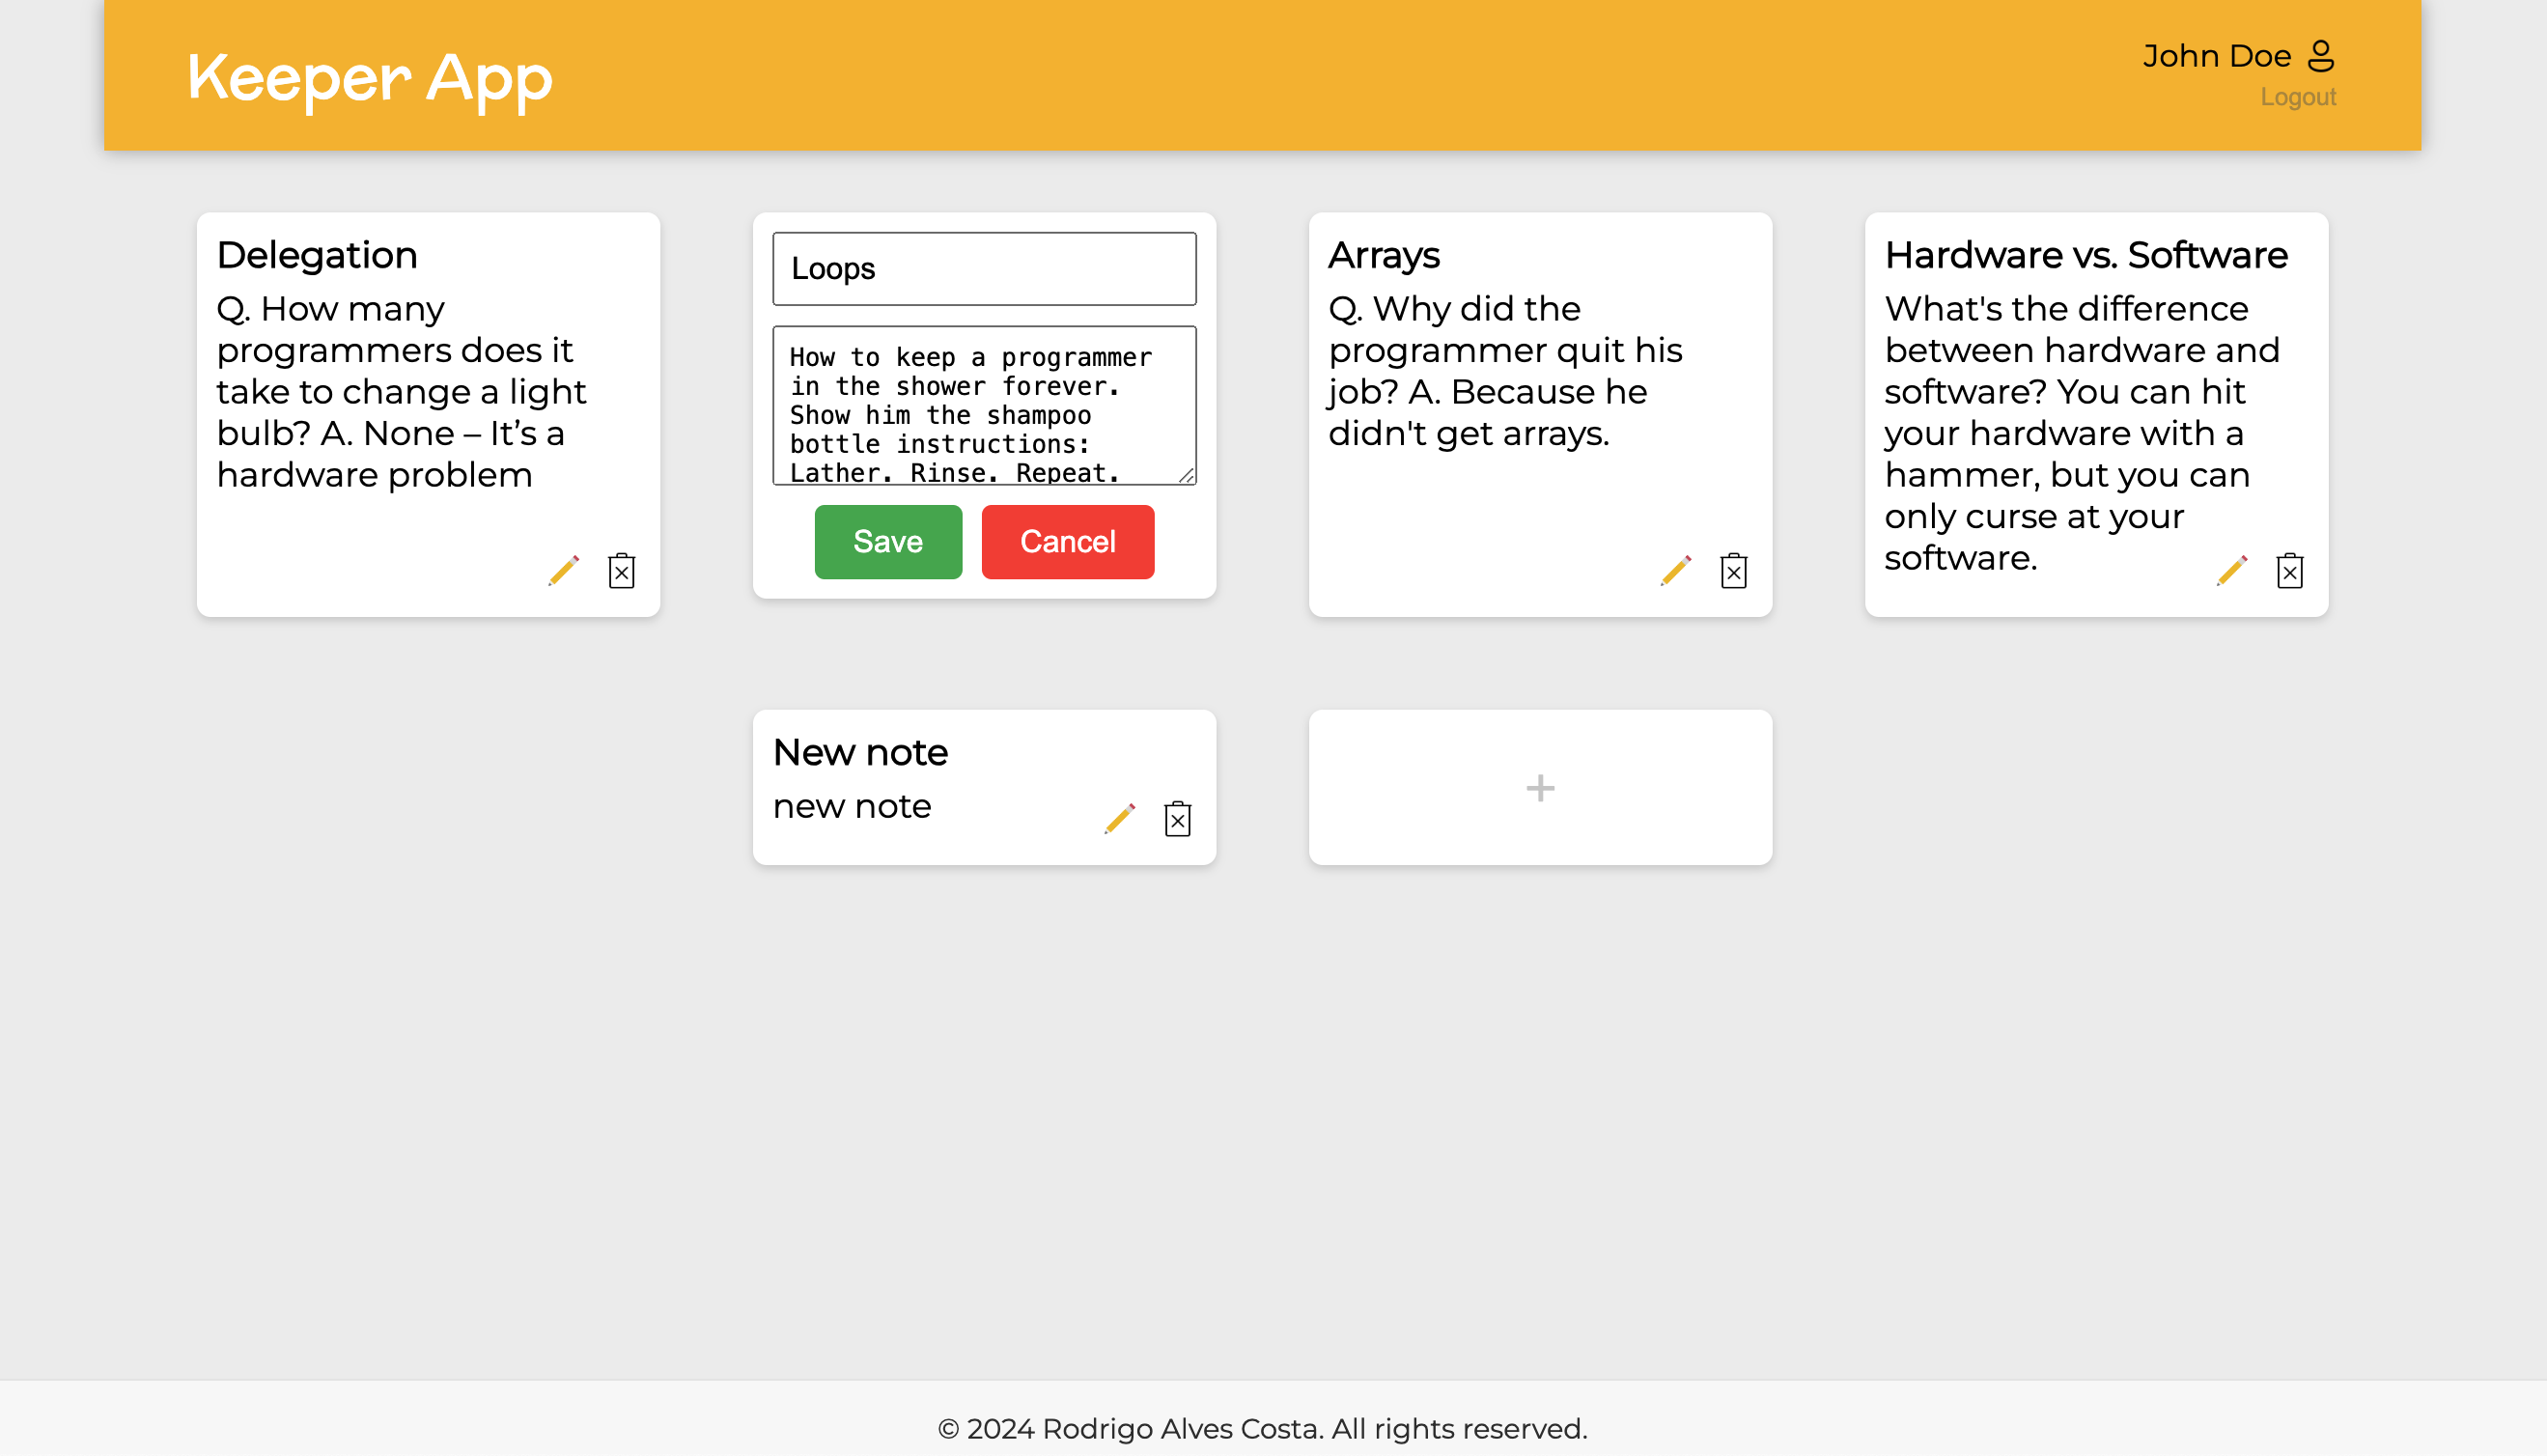 Keeper App
John Doe
Logout
Delegation
Q. How many
programmers does it
take to change a light
bulb? A. None – It’s a
hardware problem
Loops
How to keep a programmer
in the shower forever.
Show him the shampoo
bottle instructions:
Lather. Rinse. Repeat.
Save
Cancel
Arrays
Q. Why did the
programmer quit his
job? A. Because he
didn't get arrays.
Hardware vs. Software
What's the difference
between hardware and
software? You can hit
your hardware with a
hammer, but you can
only curse at your
software.
New note
new note
+
© 2024 Rodrigo Alves Costa. All rights reserved.